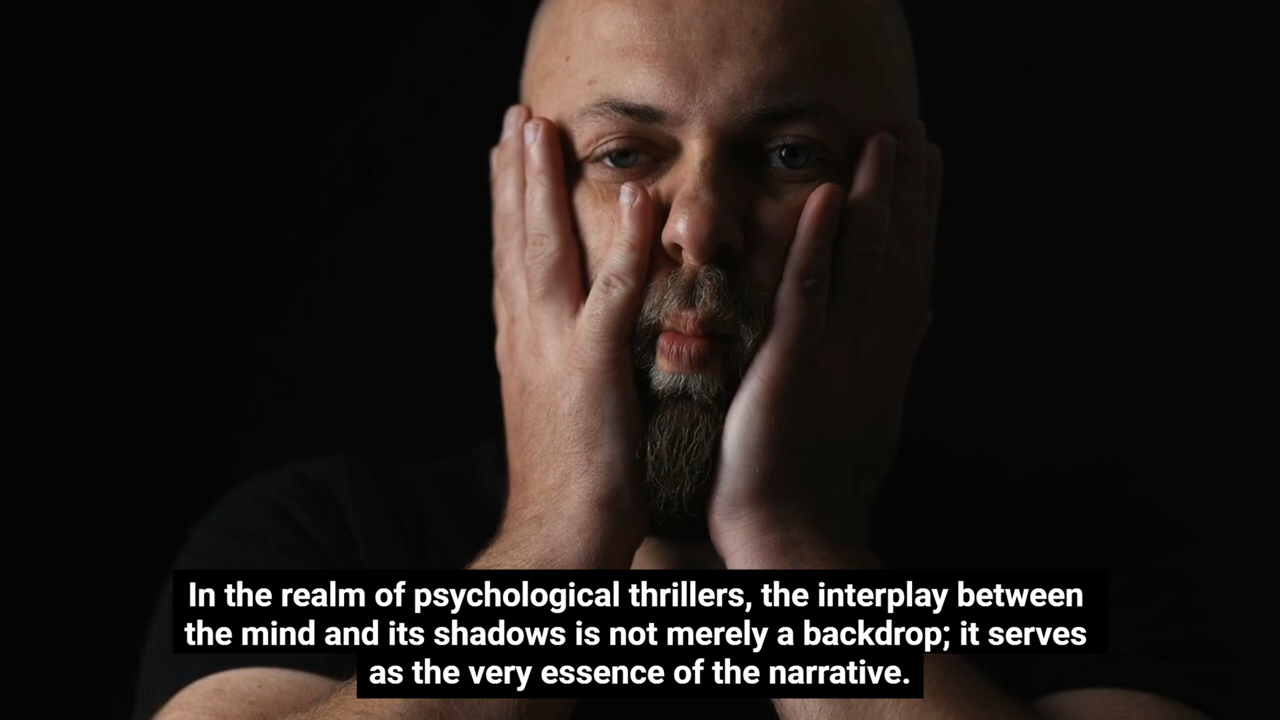 In the realm of psychological thrillers, the interplay between
the mind and its shadows is not merely a backdrop; it serves
as the very essence of the narrative.